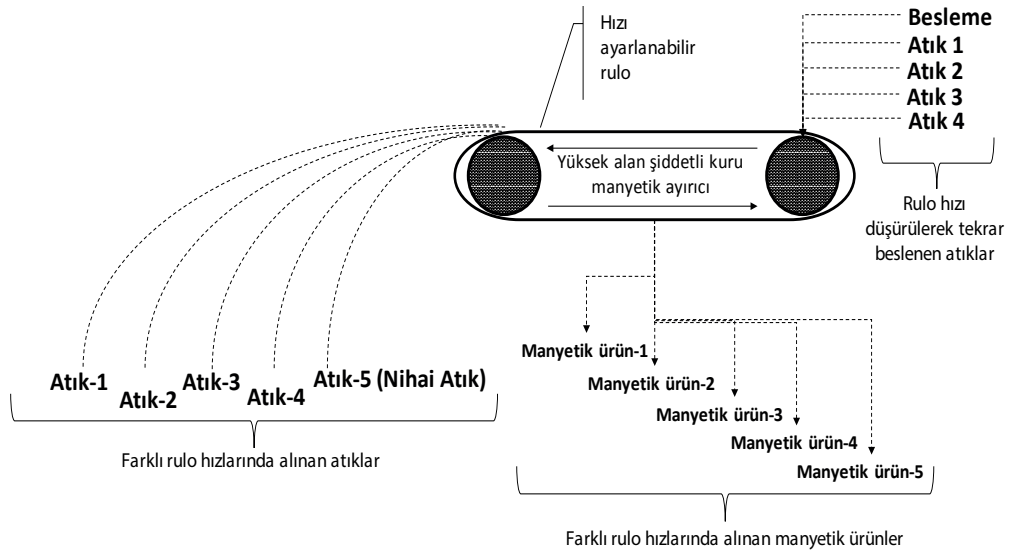 Hızı
ayarlanabilir
rulo
Besleme
Atık 1
Atık 2
Atık 3
Atık 4
Yüksek alan şiddetli kuru
manyetik ayırıcı
Rulo hızı
düşürülerek tekrar
beslenen atıklar
Atık-1
Atık-2
Atık-3
Atık-4
Atık-5 (Nihai Atık)
Farklı rulo hızlarında alınan atıklar
Manyetik ürün-1
Manyetik ürün-2
Manyetik ürün-3
Manyetik ürün-4
Manyetik ürün-5
Farklı rulo hızlarında alınan manyetik ürünler